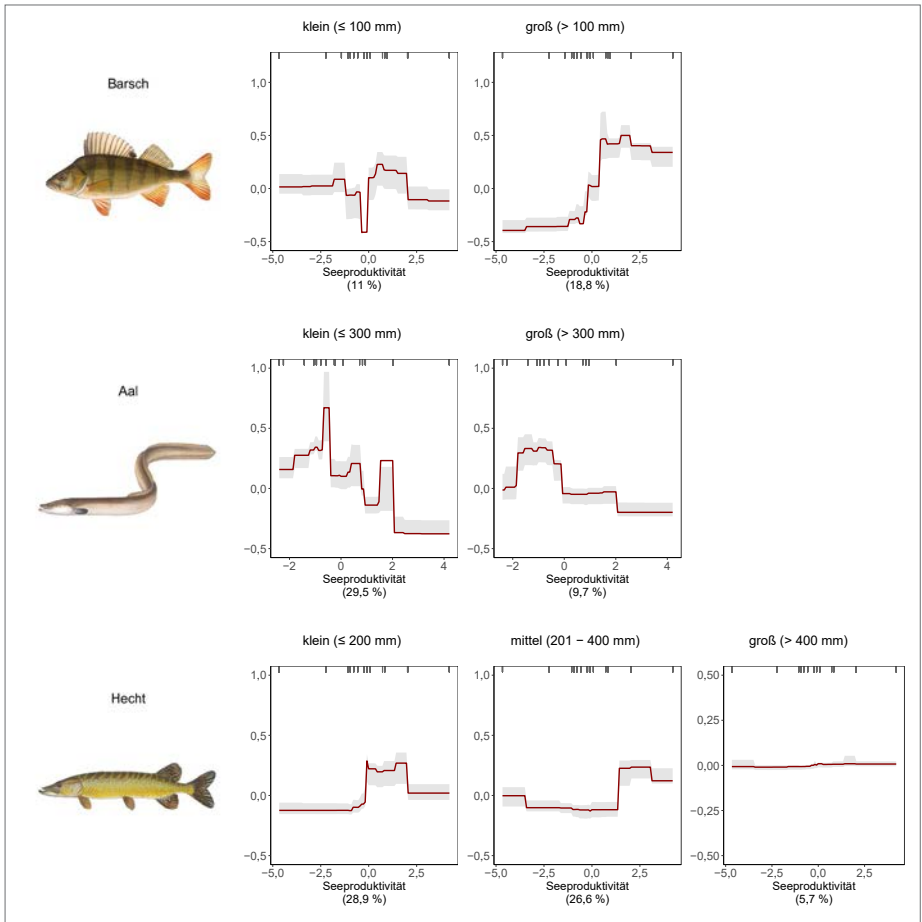 klein (≤ 100 mm)
groß (> 100 mm)
Barsch
1,0
0,5
0,0
−0,5
−5,0 −2,5 0,0 2,5
Seeproduktivität
(11 %)
1,0
0,5
0,0
−0,5
−5,0 −2,5 0,0 2,5
Seeproduktivität
(18,8 %)
klein (≤ 300 mm)
groß (> 300 mm)
Aal
1,0
0,5
0,0
−0,5
−2 0 2 4
Seeproduktivität
(29,5 %)
1,0
0,5
0,0
−0,5
−2 0 2 4
Seeproduktivität
(9,7 %)
klein (≤ 200 mm)
mittel (201 − 400 mm)
groß (> 400 mm)
Hecht
1,0
0,5
0,0
−0,5
−5,0 −2,5 0,0 2,5
Seeproduktivität
(28,9 %)
1,0
0,5
0,0
−0,5
−5,0 −2,5 0,0 2,5
Seeproduktivität
(26,6 %)
0,50
0,25
0,00
−0,25
−0,50
−5,0 −2,5 0,0 2,5
Seeproduktivität
(5,7 %)